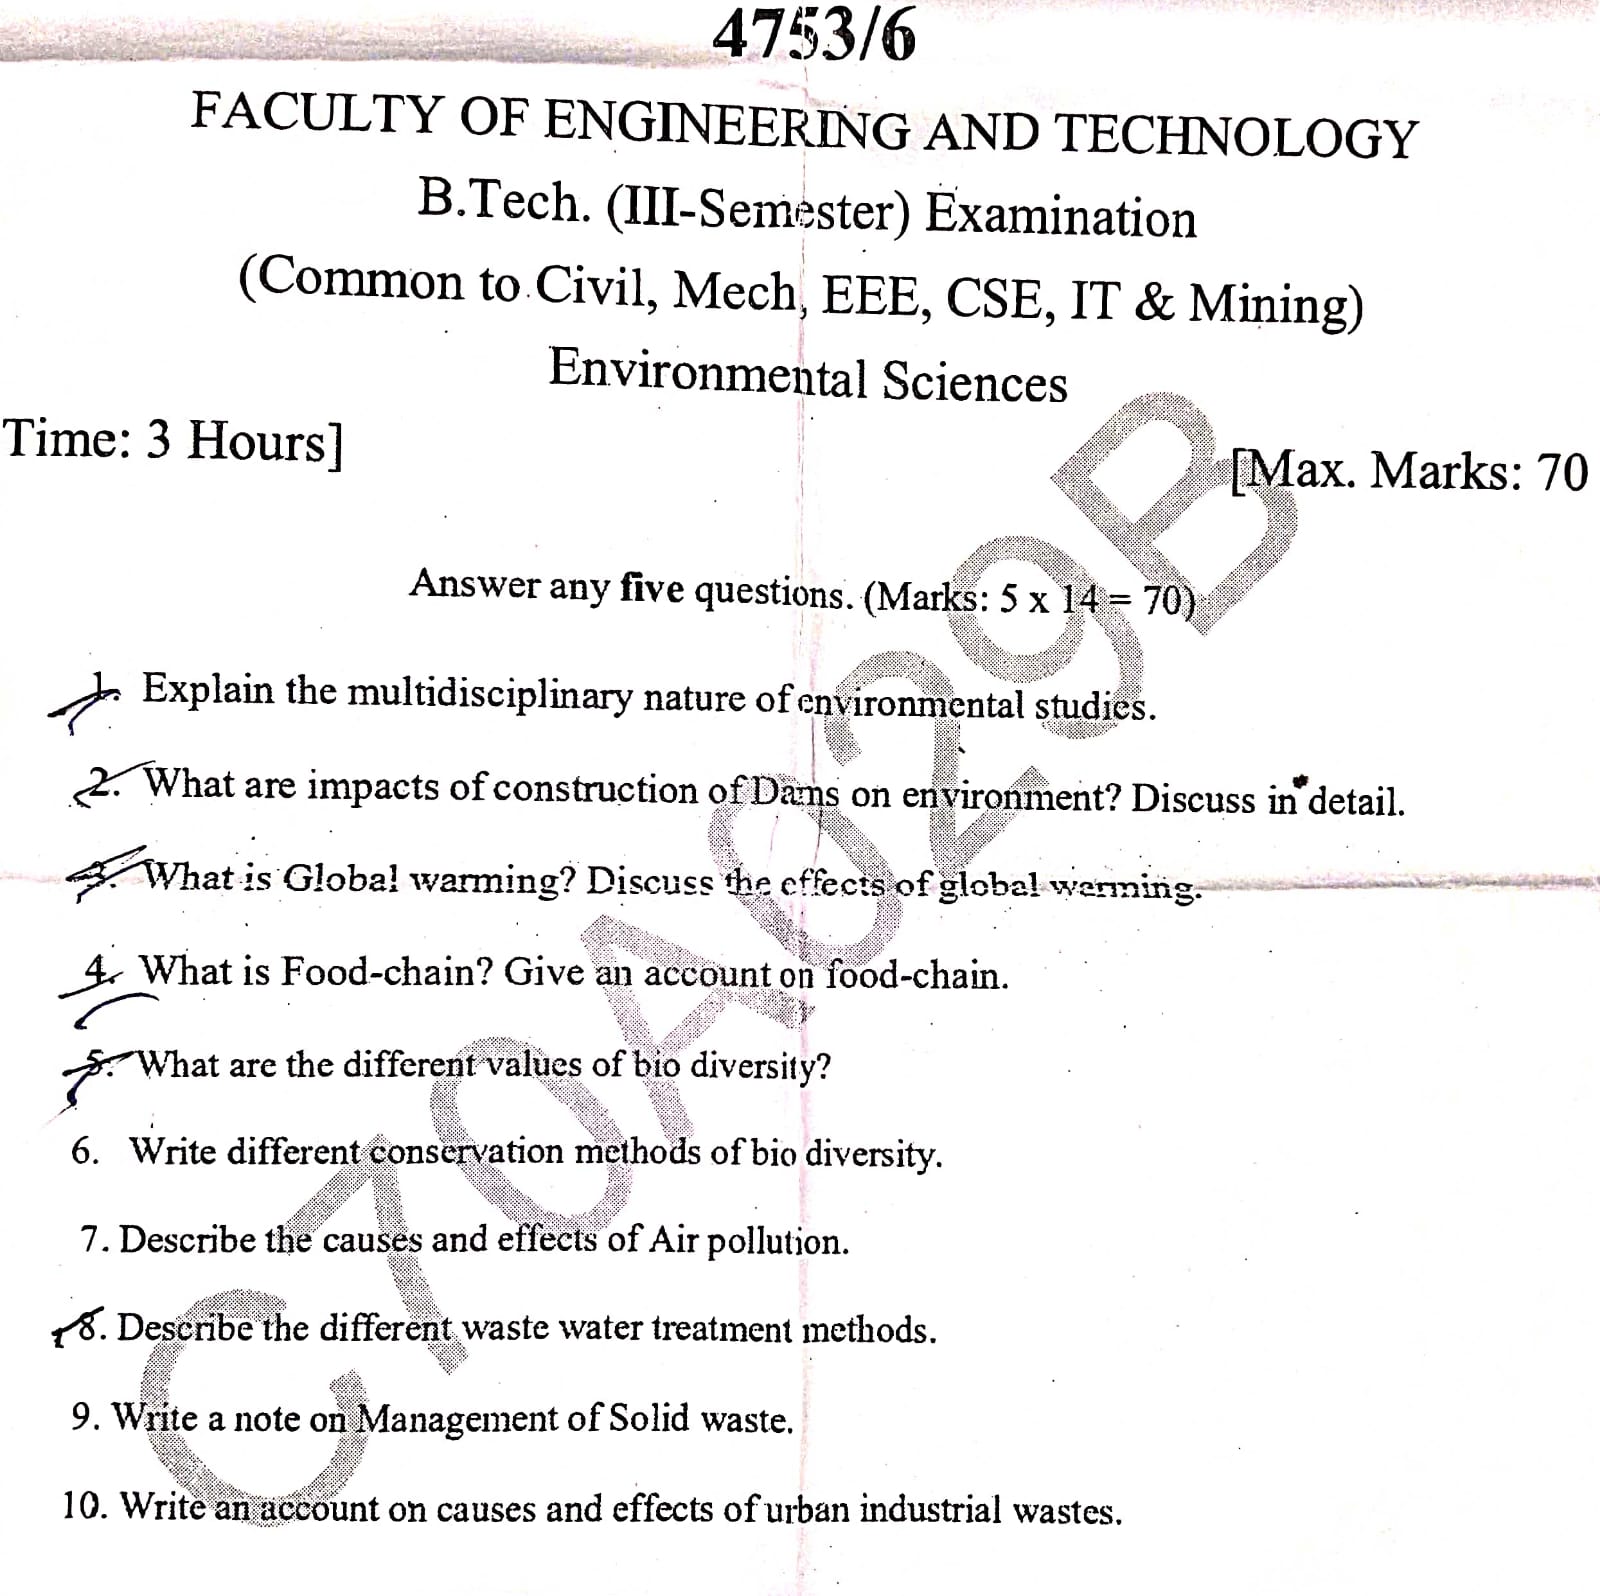 4753/6
FACULTY OF ENGINEERING AND TECHNOLOGY
B.Tech. (III-Semester) Examination
(Common to Civil, Mech, EEE, CSE, IT & Mining)
Environmental Sciences
Time: 3 Hours]
[Max. Marks: 70
Answer any five questions. (Marks: 5 x 14 = 70)
1. Explain the multidisciplinary nature of environmental studies.
2. What are impacts of construction of Dams on environment? Discuss in detail.
3. What is Global warming? Discuss the effects of global warming.
4. What is Food-chain? Give an account on food-chain.
5. What are the different values of bio diversity?
6. Write different conservation methods of bio diversity.
7. Describe the causes and effects of Air pollution.
8. Describe the different waste water treatment methods.
9. Write a note on Management of Solid waste.
10. Write an account on causes and effects of urban industrial wastes.
C70A029B